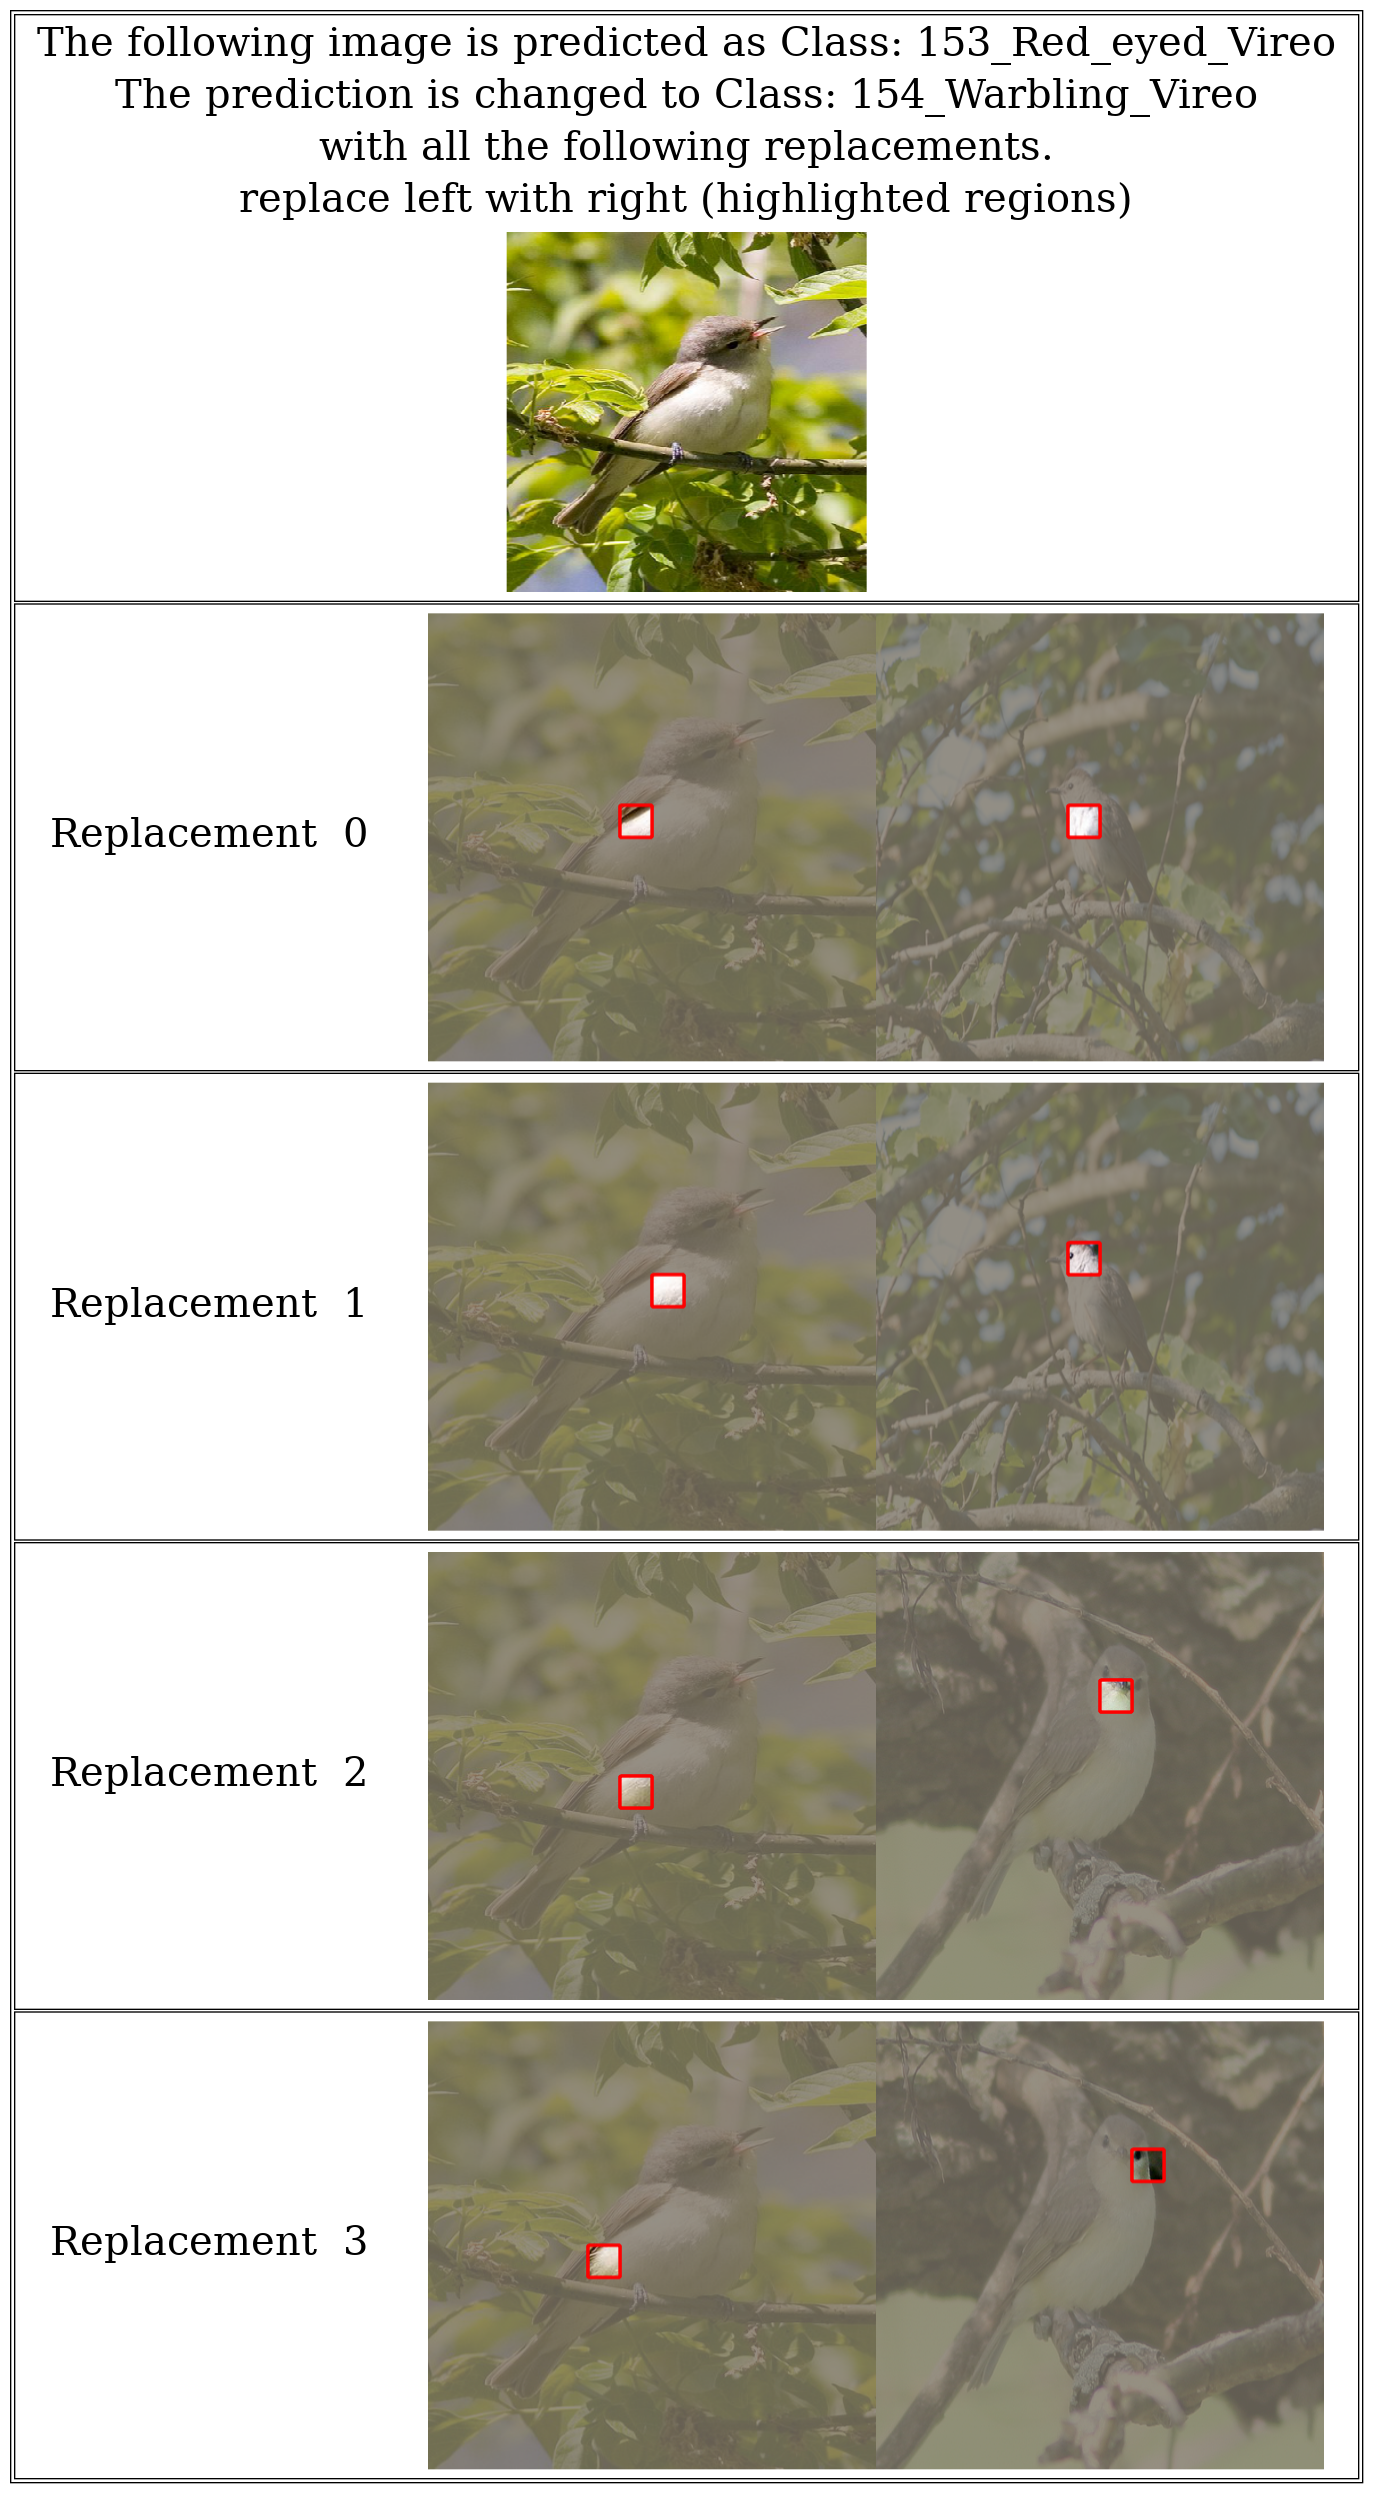 The following image is predicted as Class: 153_Red_eyed_Vireo
The prediction is changed to Class: 154_Warbling_Vireo
with all the following replacements.
replace left with right (highlighted regions)
Replacement 0
Replacement 1
Replacement 2
Replacement 3